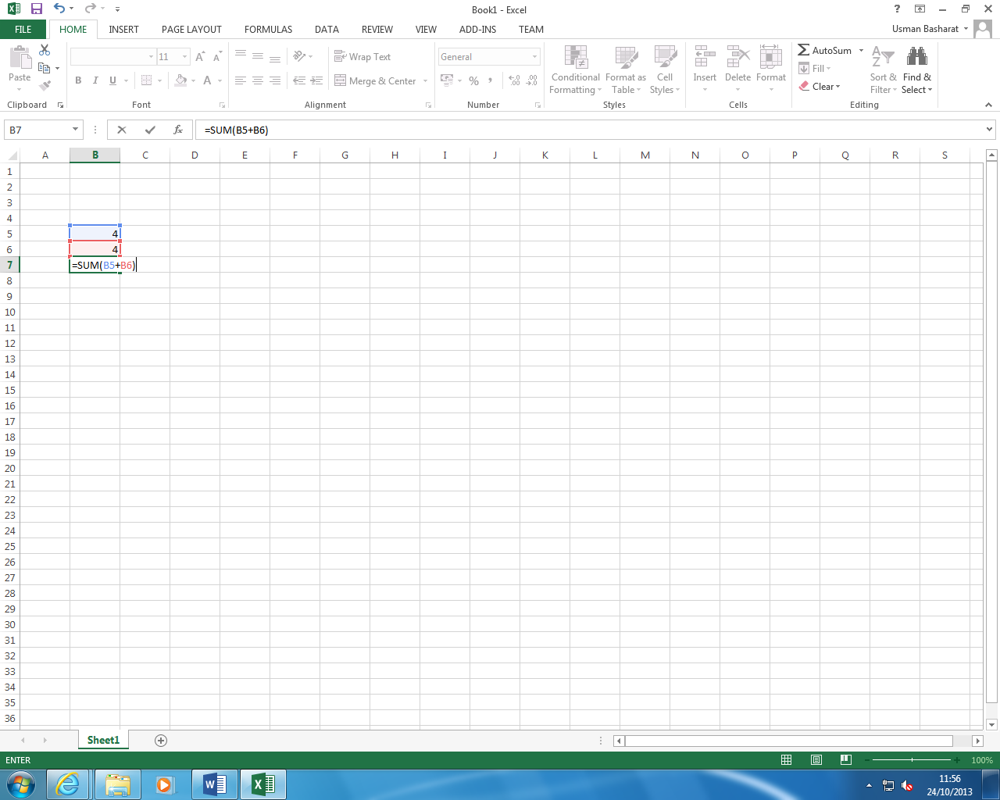 Book1 - Excel
?
FILE HOME INSERT PAGE LAYOUT FORMULAS DATA REVIEW VIEW ADD-INS TEAM
Usman Basharat
Paste
11
B I U A
Wrap Text
Merge & Center
General
%
Conditional Formatting
Format as Table
Cell Styles
Insert Delete Format
AutoSum
Fill
Clear
Sort & Filter
Find & Select
Clipboard Font Alignment Number Styles Cells Editing
B7
fx
=SUM(B5+B6)
A B C D E F G H I J K L M N O P Q R S
1
2
3
4
5 4
6 4
7 =SUM(B5+B6)
8
9
10
11
12
13
14
15
16
17
18
19
20
21
22
23
24
25
26
27
28
29
30
31
32
33
34
35
36
Sheet1
ENTER
100%
11:56
24/10/2013